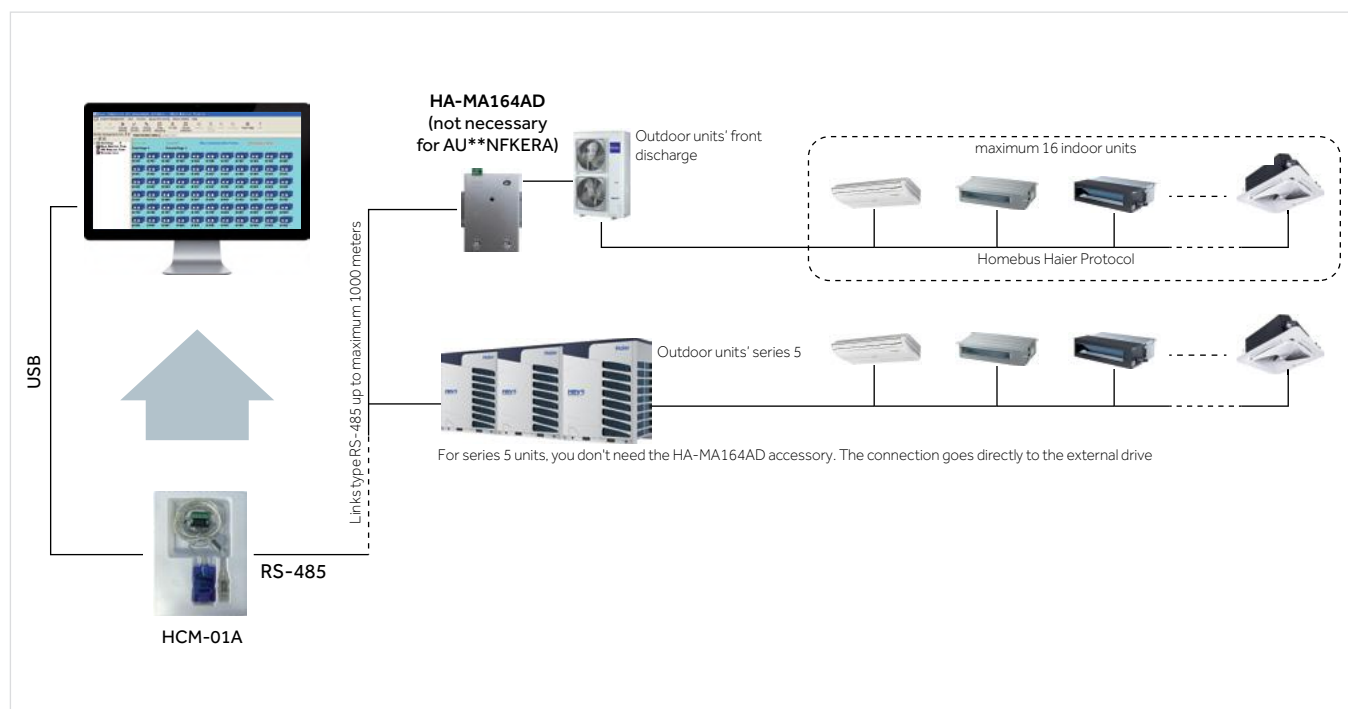 HA-MA164AD
(not necessary
for AU**NFKERA)
Outdoor units' front
discharge
maximum 16 indoor units
Homebus Haier Protocol
USB
Links type RS-485 up to maximum 1000 meters
Outdoor units' series 5
For series 5 units, you don't need the HA-MA164AD accessory. The connection goes directly to the external drive
RS-485
HCM-01A